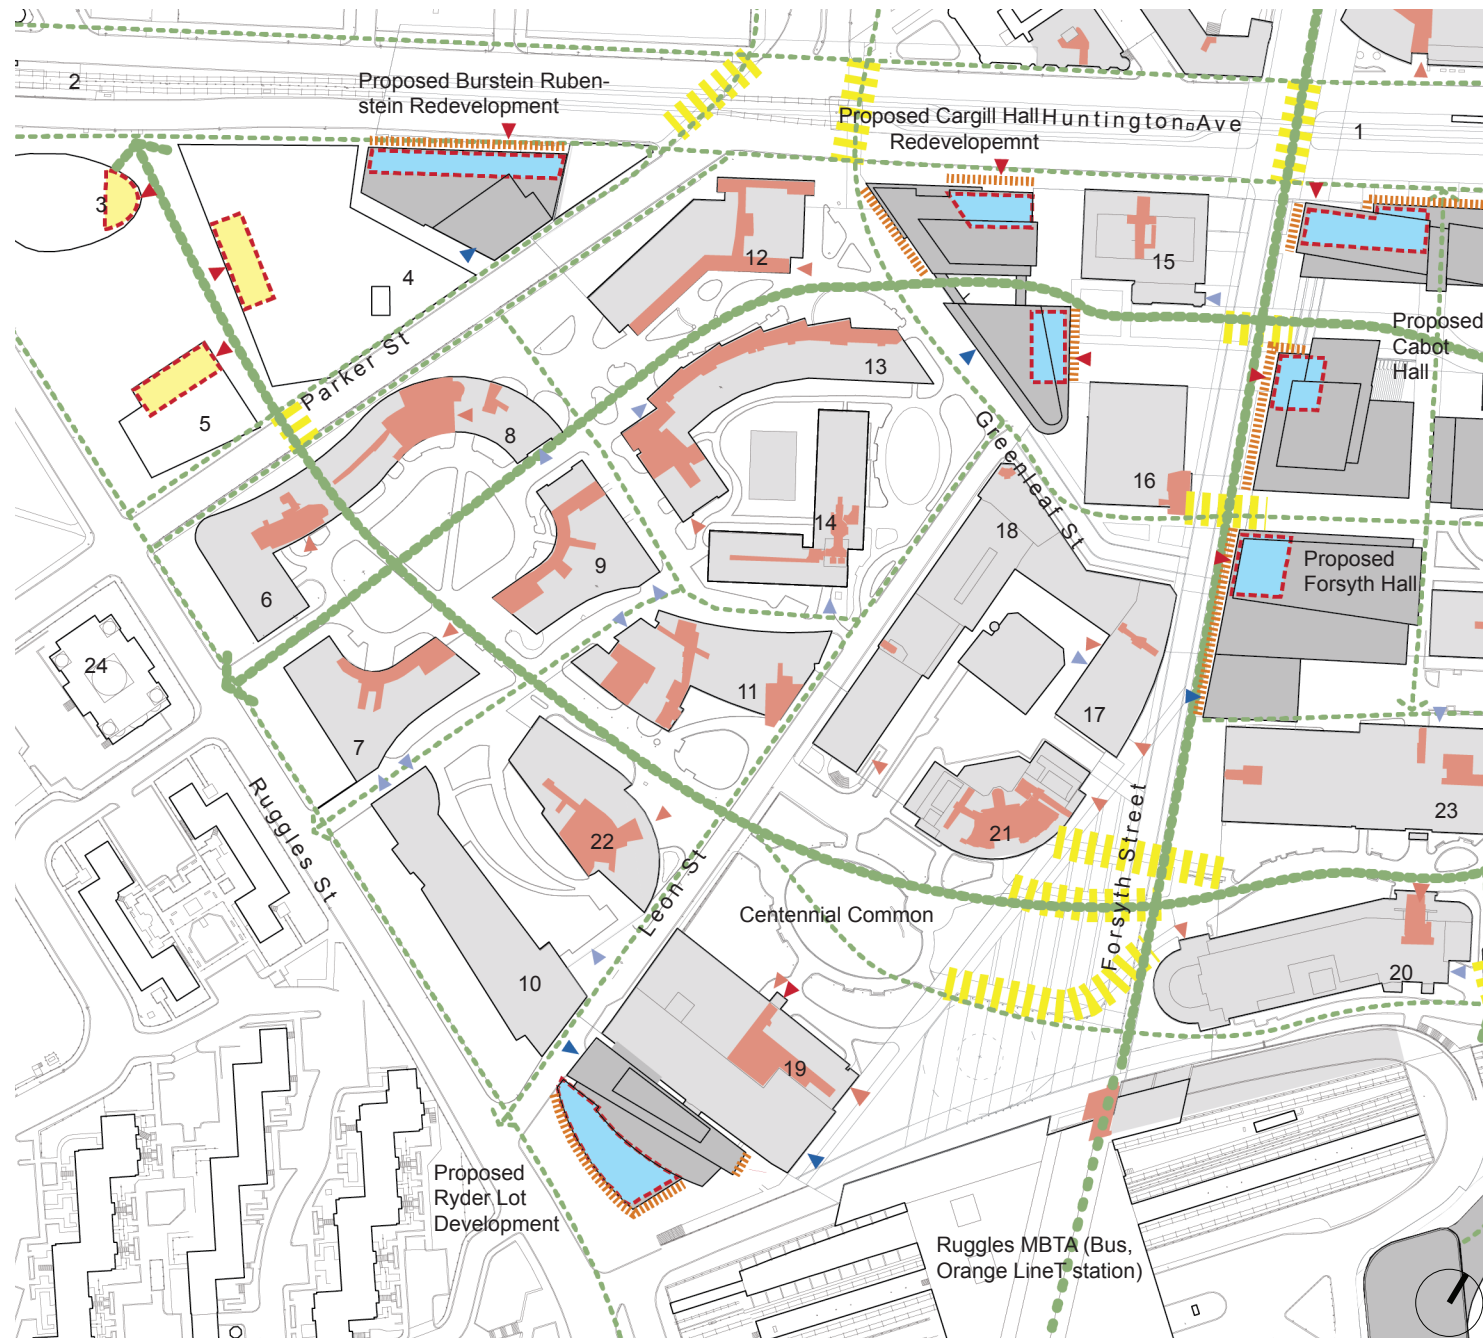 2
Proposed Burstein Ruben-
stein Redevelopment
Proposed Cargill Hall
Redevelopemnt
Huntington Ave
1
3
4
12
15
Proposed
Cabot
Hall
Parker St
13
5
8
Greenleaf St
16
14
18
9
Proposed
Forsyth Hall
6
24
11
17
7
Ruggles St
22
21
23
Forsyth Street
Leon St
Centennial Common
10
20
19
Proposed
Ryder Lot
Development
Ruggles MBTA (Bus,
Orange LineT station)